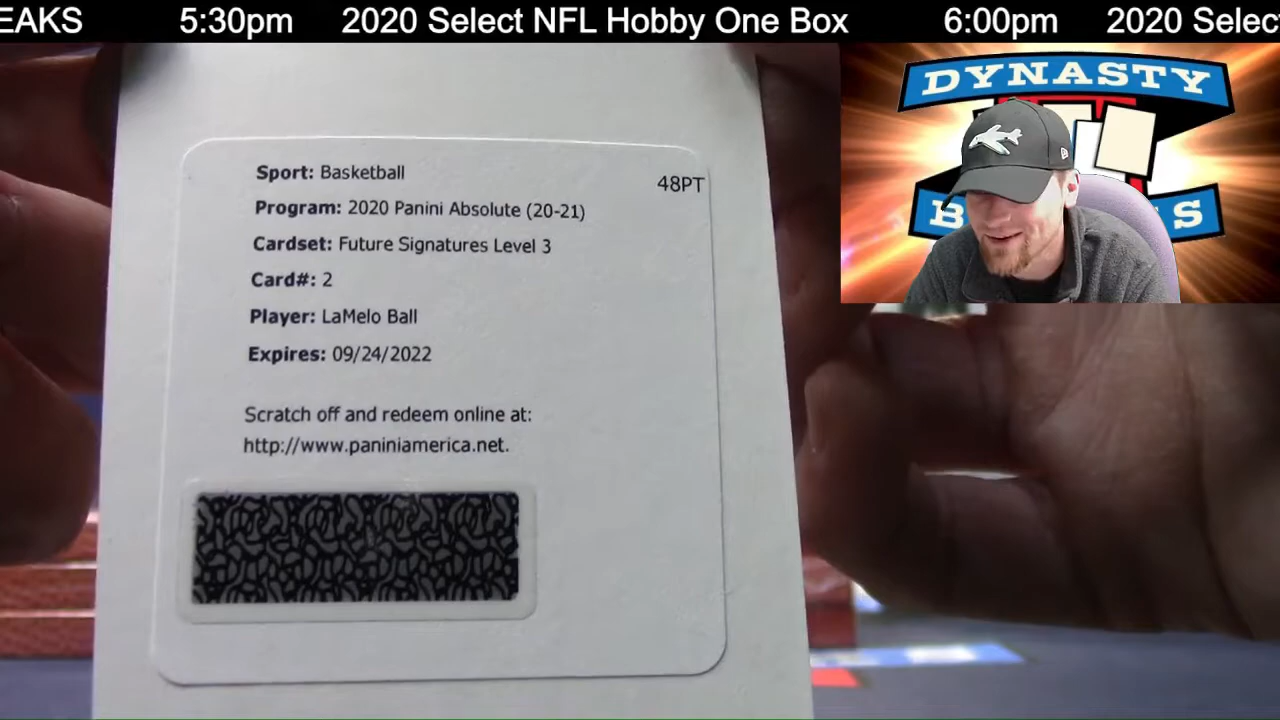 EAKS 5:30pm 2020 Select NFL Hobby One Box 6:00pm 2020 Selec
DYNASTY
B S
Sport: Basketball
48PT
Program: 2020 Panini Absolute (20-21)
Cardset: Future Signatures Level 3
Card#: 2
Player: LaMelo Ball
Expires: 09/24/2022
Scratch off and redeem online at:
http://www.paniniamerica.net.